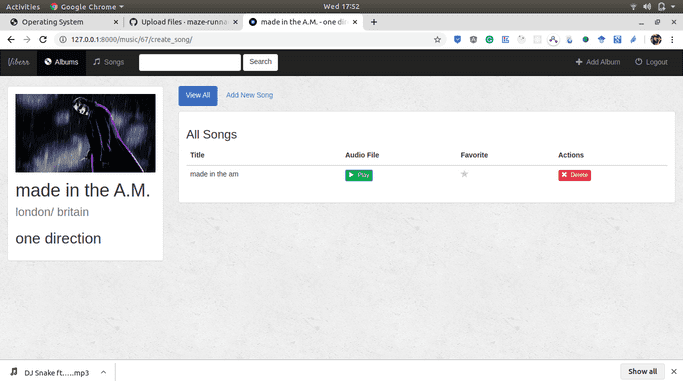 Activities Google Chrome Wed 17:52
Operating System Upload files - maze-runna made in the A.M. - one dire
127.0.0.1:8000/music/67/create_song/
Viberr Albums Songs Search Add Album Logout
View All Add New Song
made in the A.M.
london/ britain
one direction
All Songs
Title Audio File Favorite Actions
made in the am Play Delete
DJ Snake ft......mp3 Show all